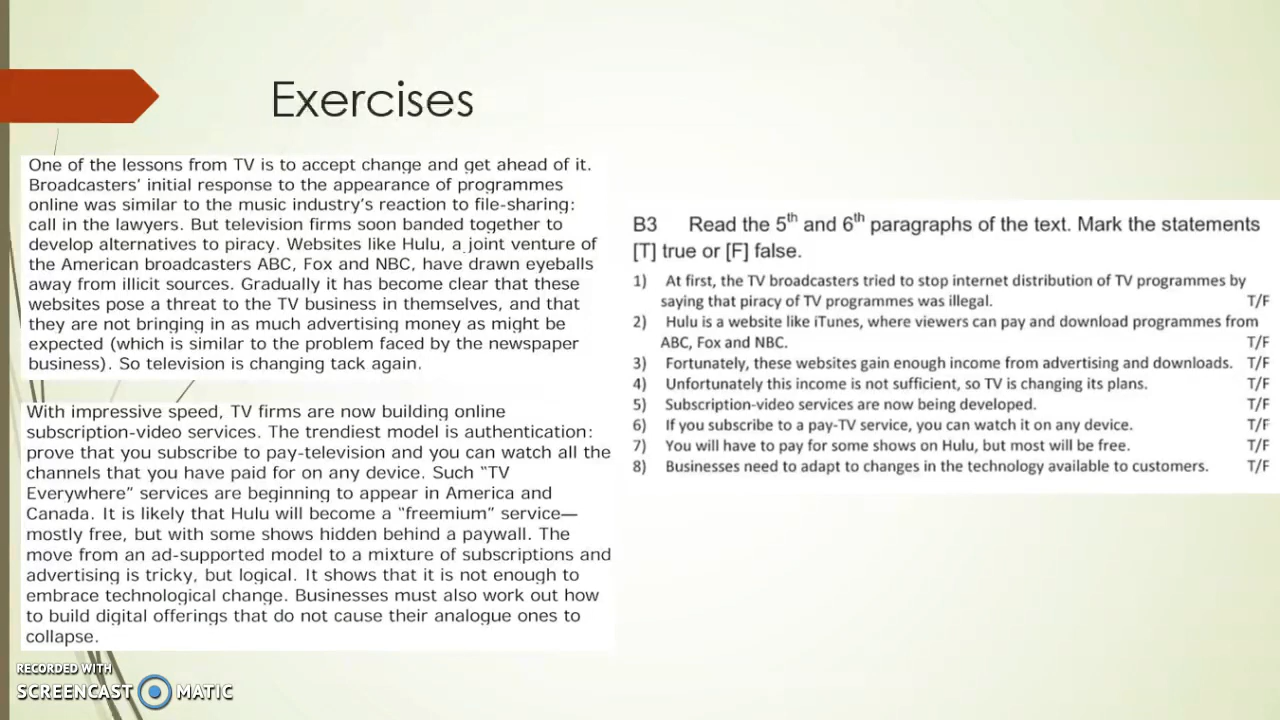 Exercises
One of the lessons from TV is to accept change and get ahead of it.
Broadcasters' initial response to the appearance of programmes
online was similar to the music industry's reaction to file-sharing:
call in the lawyers. But television firms soon banded together to
develop alternatives to piracy. Websites like Hulu, a joint venture of
the American broadcasters ABC, Fox and NBC, have drawn eyeballs
away from illicit sources. Gradually it has become clear that these
websites pose a threat to the TV business in themselves, and that
they are not bringing in as much advertising money as might be
expected (which is similar to the problem faced by the newspaper
business). So television is changing tack again.
With impressive speed, TV firms are now building online
subscription-video services. The trendiest model is authentication:
prove that you subscribe to pay-television and you can watch all the
channels that you have paid for on any device. Such "TV
Everywhere" services are beginning to appear in America and
Canada. It is likely that Hulu will become a "freemium" service—
mostly free, but with some shows hidden behind a paywall. The
move from an ad-supported model to a mixture of subscriptions and
advertising is tricky, but logical. It shows that it is not enough to
embrace technological change. Businesses must also work out how
to build digital offerings that do not cause their analogue ones to
collapse.
B3 Read the 5th and 6th paragraphs of the text. Mark the statements
[T] true or [F] false.
1) At first, the TV broadcasters tried to stop internet distribution of TV programmes by
saying that piracy of TV programmes was illegal. T/F
2) Hulu is a website like iTunes, where viewers can pay and download programmes from
ABC, Fox and NBC. T/F
3) Fortunately, these websites gain enough income from advertising and downloads. T/F
4) Unfortunately this income is not sufficient, so TV is changing its plans. T/F
5) Subscription-video services are now being developed. T/F
6) If you subscribe to a pay-TV service, you can watch it on any device. T/F
7) You will have to pay for some shows on Hulu, but most will be free. T/F
8) Businesses need to adapt to changes in the technology available to customers. T/F
RECORDED WITH
SCREENCAST MATIC